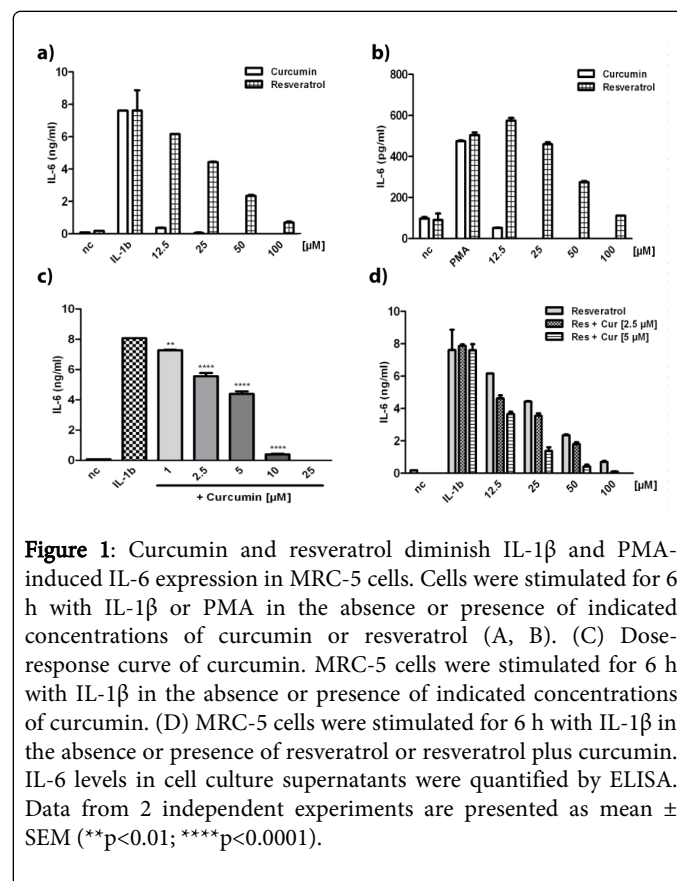 a)
Curcumin
Resveratrol
IL-6 (ng/ml)
10
8
6
4
2
0
nc IL-1b 12.5 25 50 100 [µM]
b)
Curcumin
Resveratrol
IL-6 (pg/ml)
800
600
400
200
0
nc PMA 12.5 25 50 100 [µM]
c)
IL-6 (ng/ml)
10
8
6
4
2
0
**
****
****
****
nc IL-1b 1 2.5 5 10 25
+ Curcumin [µM]
d)
Resveratrol
Res + Cur [2.5 µM]
Res + Cur [5 µM]
IL-6 (ng/ml)
10
8
6
4
2
0
nc IL-1b 12.5 25 50 100 [µM]
Figure 1: Curcumin and resveratrol diminish IL-1β and PMA-
induced IL-6 expression in MRC-5 cells. Cells were stimulated for 6
h with IL-1β or PMA in the absence or presence of indicated
concentrations of curcumin or resveratrol (A, B). (C) Dose-
response curve of curcumin. MRC-5 cells were stimulated for 6 h
with IL-1β in the absence or presence of indicated concentrations
of curcumin. (D) MRC-5 cells were stimulated for 6 h with IL-1β in
the absence or presence of resveratrol or resveratrol plus curcumin.
IL-6 levels in cell culture supernatants were quantified by ELISA.
Data from 2 independent experiments are presented as mean ±
SEM (**p<0.01; ****p<0.0001).